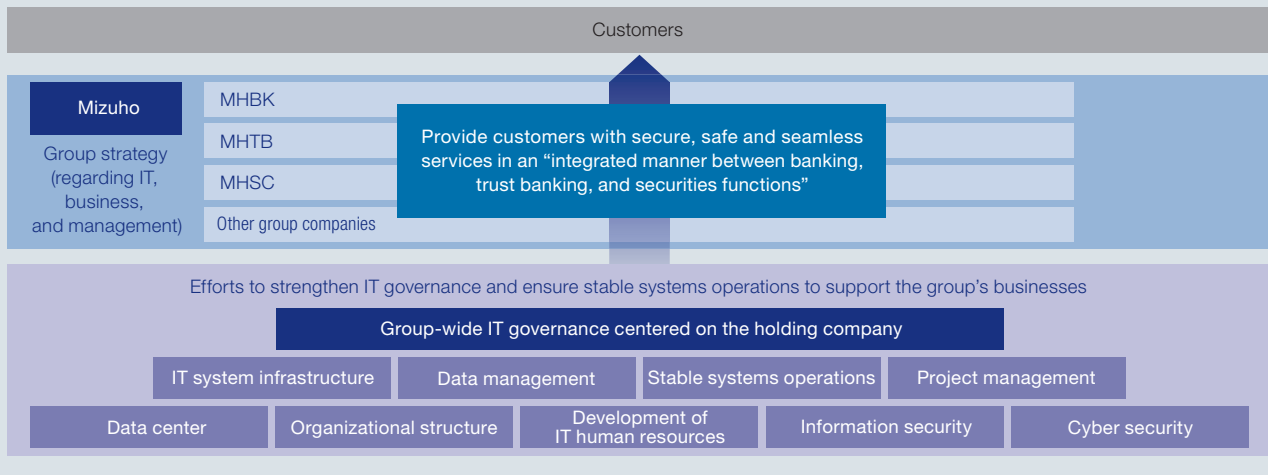 Customers
Mizuho
Group strategy
(regarding IT,
business,
and management)
MHBK
MHTB
MHSC
Other group companies
Provide customers with secure, safe and seamless
services in an “integrated manner between banking,
trust banking, and securities functions”
Efforts to strengthen IT governance and ensure stable systems operations to support the group’s businesses
Group-wide IT governance centered on the holding company
IT system infrastructure
Data management
Stable systems operations
Project management
Data center
Organizational structure
Development of
IT human resources
Information security
Cyber security